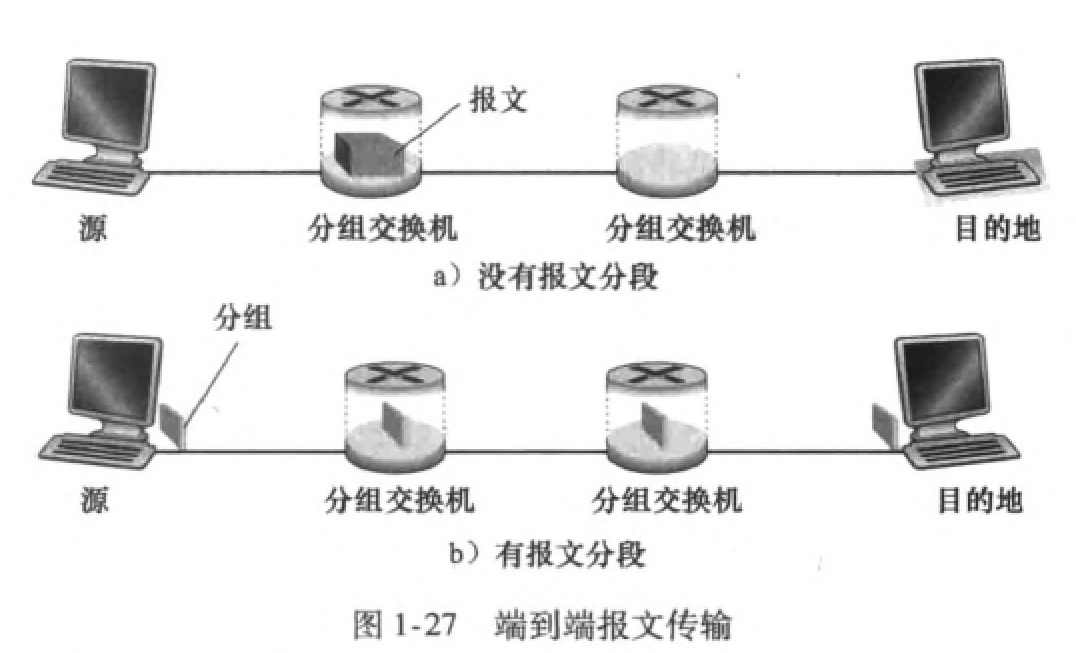 报文
源 分组交换机 分组交换机 目的地
a）没有报文分段
分组
源 分组交换机 分组交换机 目的地
b）有报文分段
图 1-27 端到端报文传输